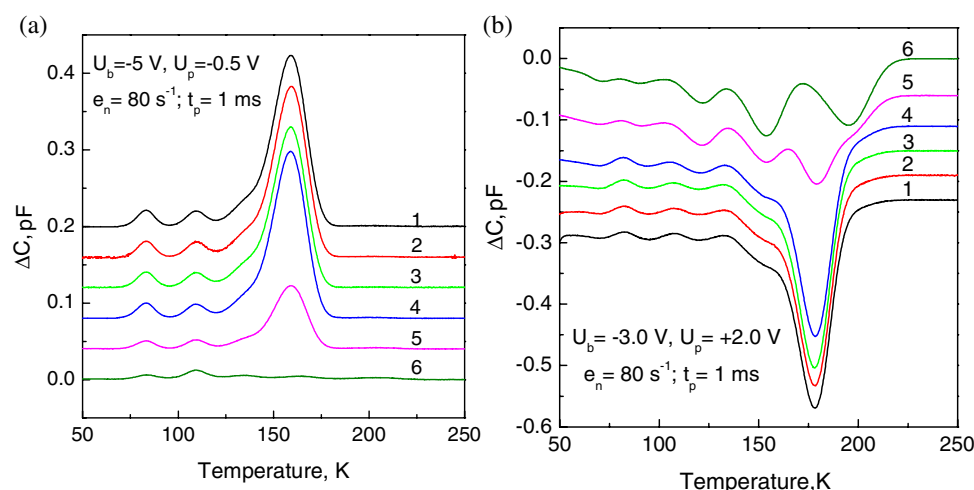 (a)
U_b=-5 V, U_p=-0.5 V
e_n= 80 s⁻¹; t_p= 1 ms
0.4
0.3
0.2
0.1
0.0
ΔC, pF
1
2
3
4
5
6
50 100 150 200 250
Temperature, K
(b)
0.0
-0.1
-0.2
-0.3
-0.4
-0.5
-0.6
ΔC, pF
6
5
4
3
2
1
U_b= -3.0 V, U_p= +2.0 V
e_n= 80 s⁻¹; t_p= 1 ms
50 100 150 200 250
Temperature,K